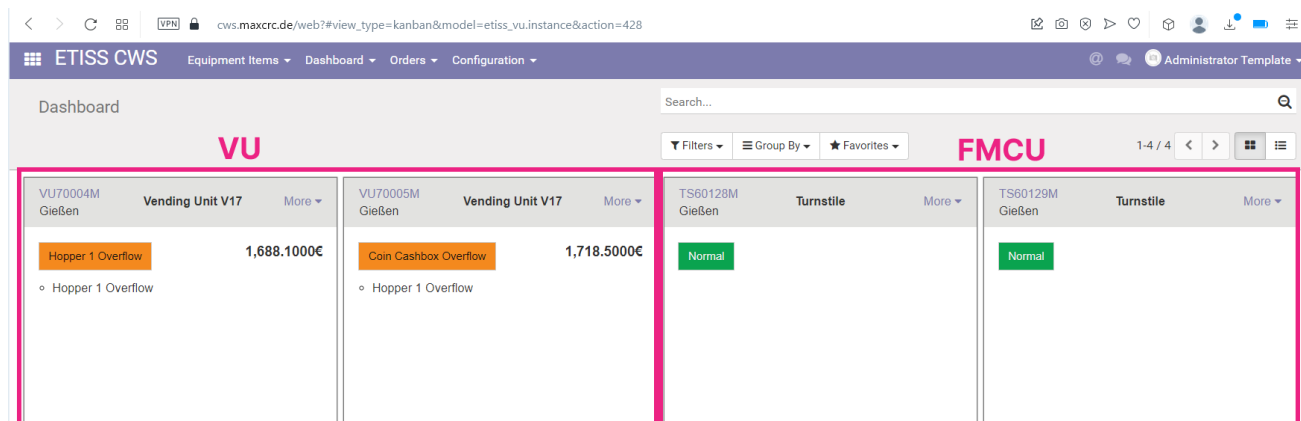 VPN cws.maxcrc.de/web?#view_type=kanban&model=etiss_vu.instance&action=428
ETISS CWS Equipment Items Dashboard Orders Configuration @ Administrator Template
Dashboard
Search...
VU
Filters Group By Favorites
FMCU
1-4 / 4
VU70004M
Gießen
Vending Unit V17
More
Hopper 1 Overflow
1,688.1000€
Hopper 1 Overflow
VU70005M
Gießen
Vending Unit V17
More
Coin Cashbox Overflow
1,718.5000€
Hopper 1 Overflow
TS60128M
Gießen
Turnstile
More
Normal
TS60129M
Gießen
Turnstile
More
Normal